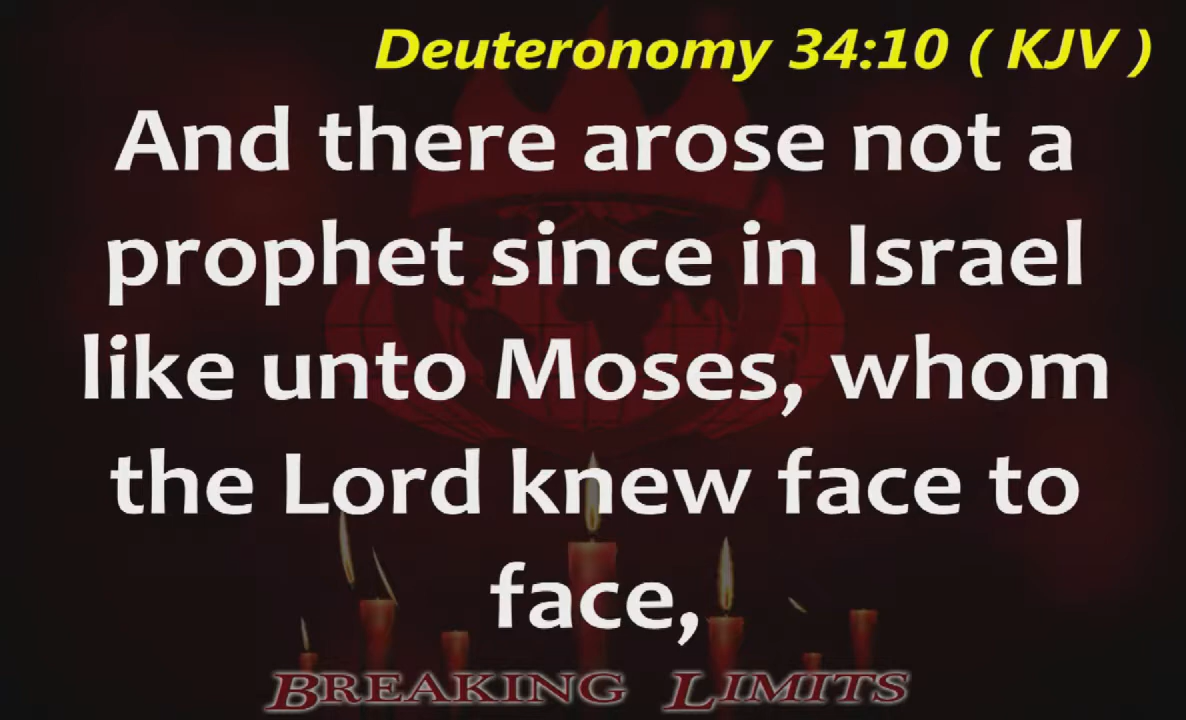 Deuteronomy 34:10 ( KJV )
And there arose not a
prophet since in Israel
like unto Moses, whom
the Lord knew face to
face,
BREAKING LIMITS